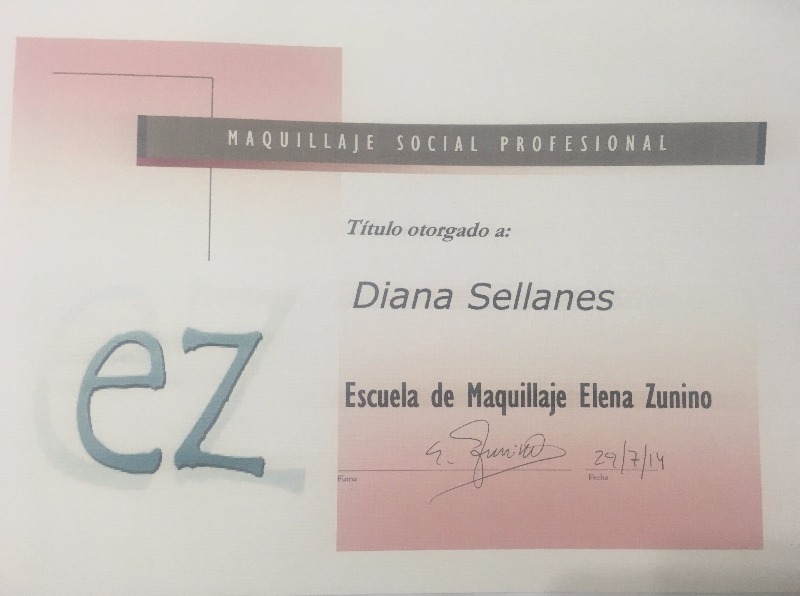 MAQUILLAJE SOCIAL PROFESIONAL
Título otorgado a:
Diana Sellanes
ez
Escuela de Maquillaje Elena Zunino
E. Zunino 29/7/14
Firma Fecha